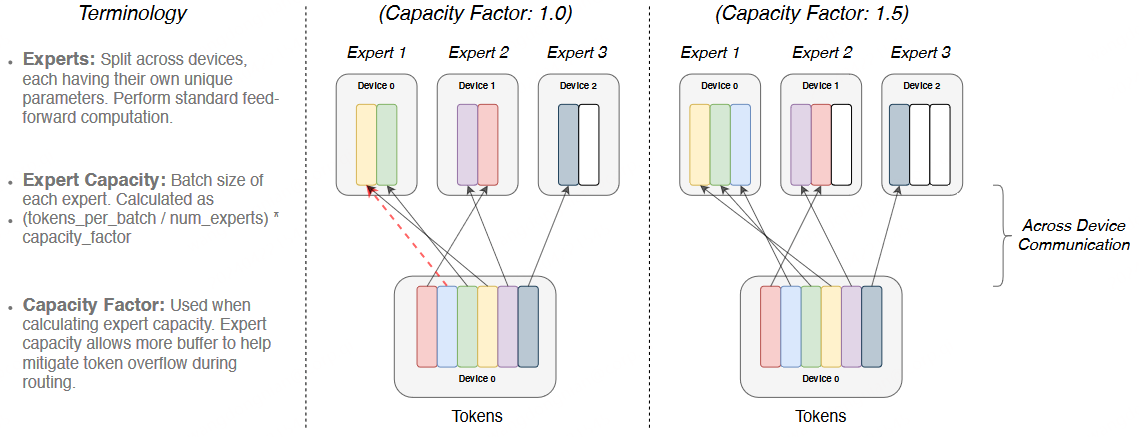 Terminology
• Experts: Split across devices,
each having their own unique
parameters. Perform standard feed-
forward computation.
• Expert Capacity: Batch size of
each expert. Calculated as
• (tokens_per_batch / num_experts) *
capacity_factor
• Capacity Factor: Used when
calculating expert capacity. Expert
capacity allows more buffer to help
mitigate token overflow during
routing.
(Capacity Factor: 1.0)
Expert 1 Expert 2 Expert 3
Device 0 Device 1 Device 2
Device 0
Tokens
(Capacity Factor: 1.5)
Expert 1 Expert 2 Expert 3
Device 0 Device 1 Device 2
Device 0
Tokens
Across Device
Communication